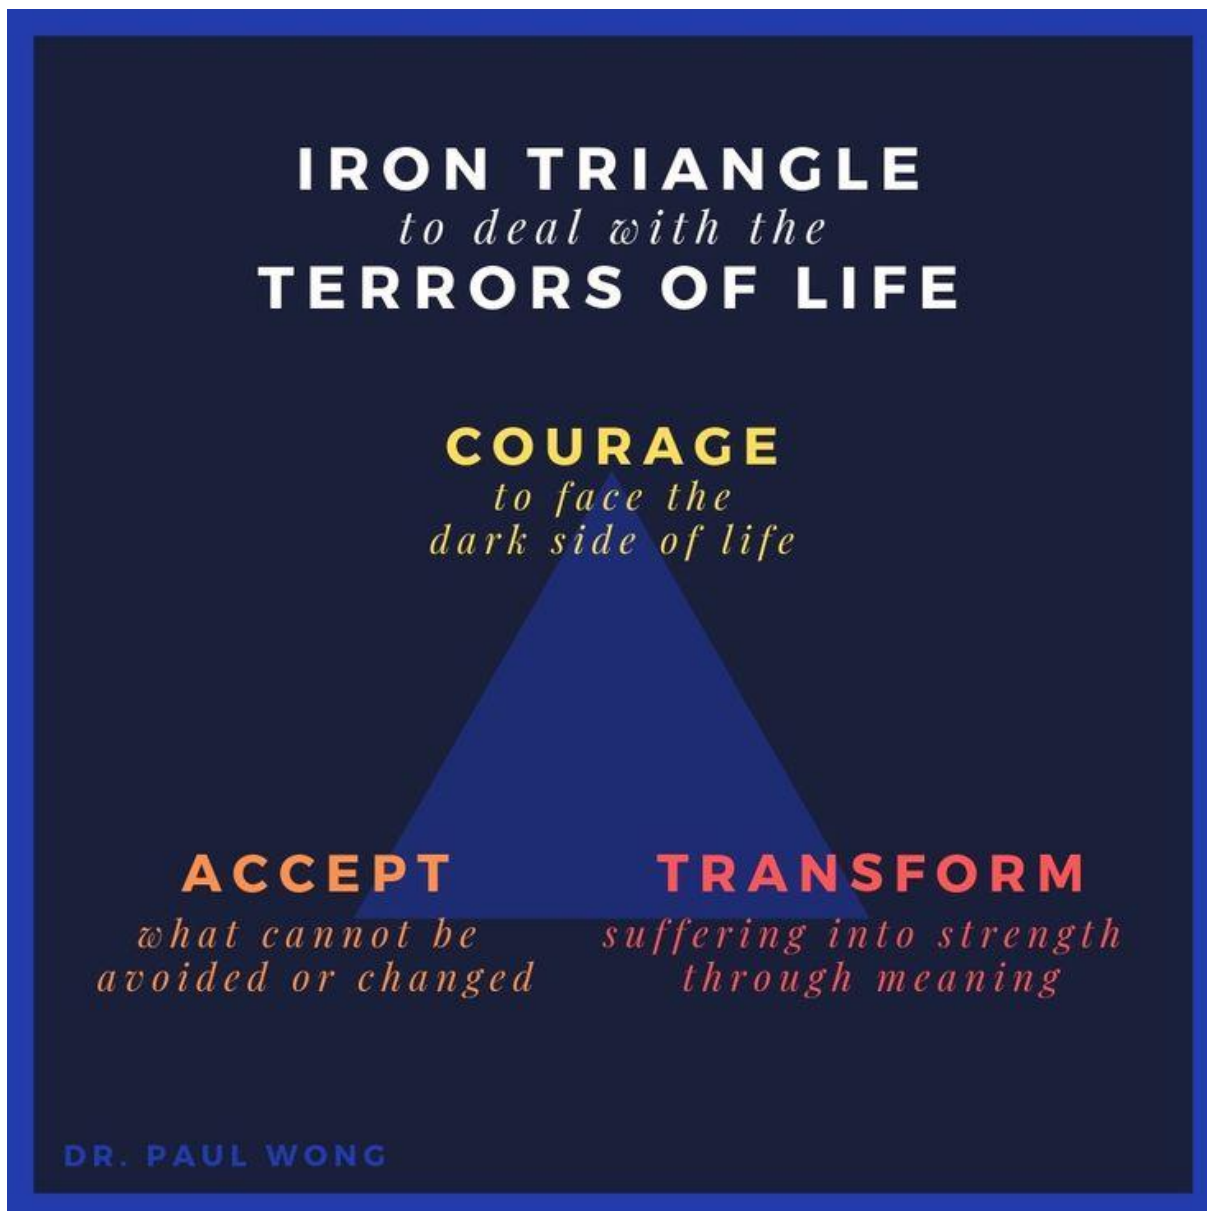 IRON TRIANGLE
to deal with the
TERRORS OF LIFE
COURAGE
to face the
dark side of life
ACCEPT
what cannot be
avoided or changed
TRANSFORM
suffering into strength
through meaning
DR. PAUL WONG